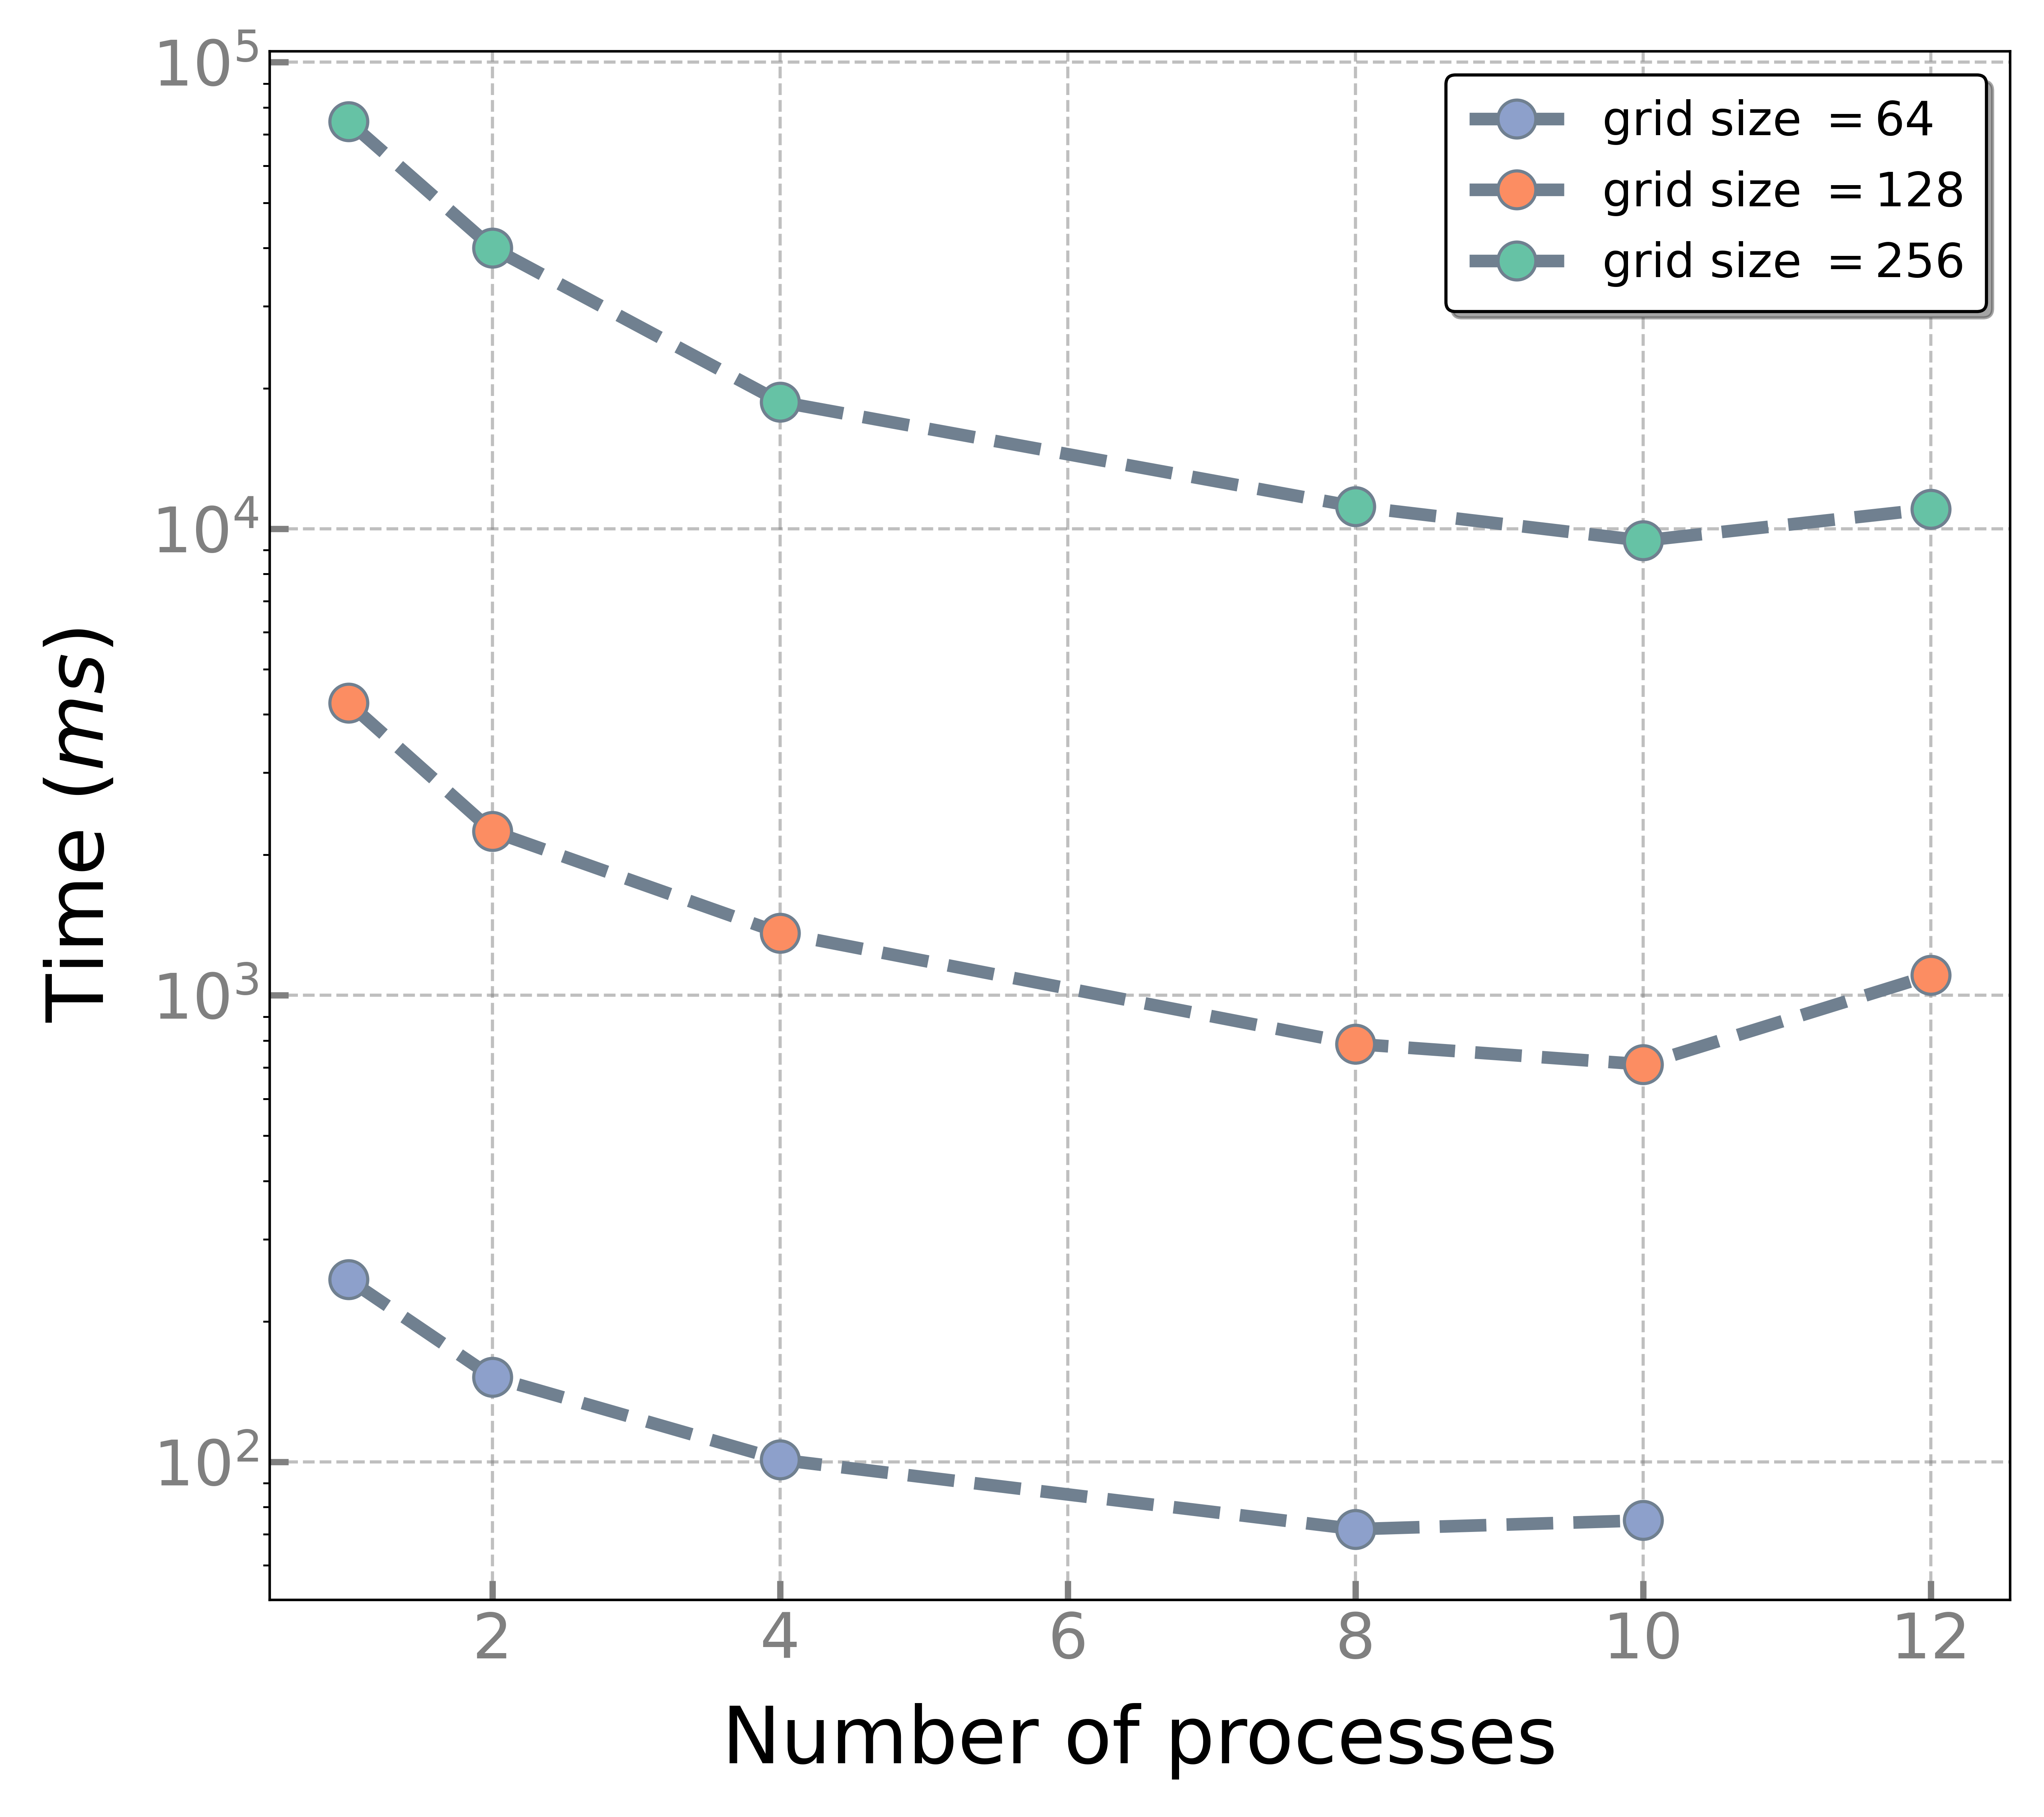 10^5
10^4
10^3
10^2
Time (ms)
grid size = 64
grid size = 128
grid size = 256
2 4 6 8 10 12
Number of processes